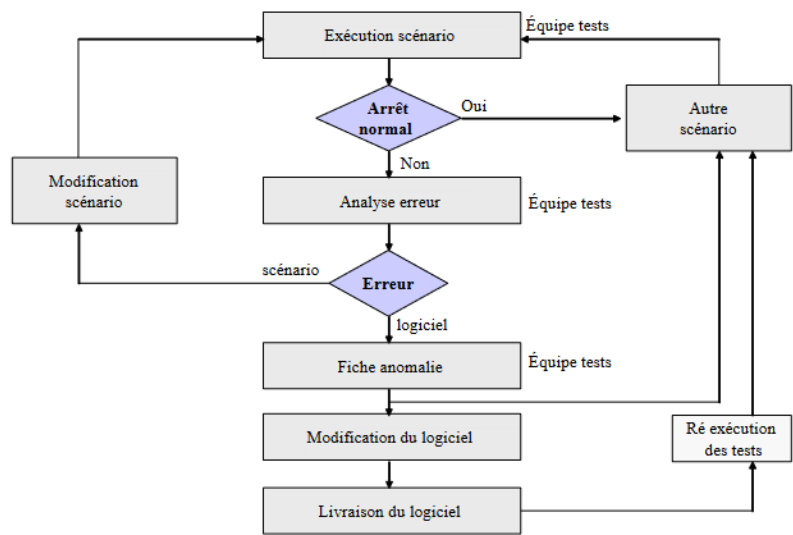 Exécution scénario
Équipe tests
Arrêt
normal
Oui
Autre
scénario
Non
Modification
scénario
Analyse erreur
Équipe tests
scénario
Erreur
logiciel
Fiche anomalie
Équipe tests
Modification du logiciel
Ré exécution
des tests
Livraison du logiciel